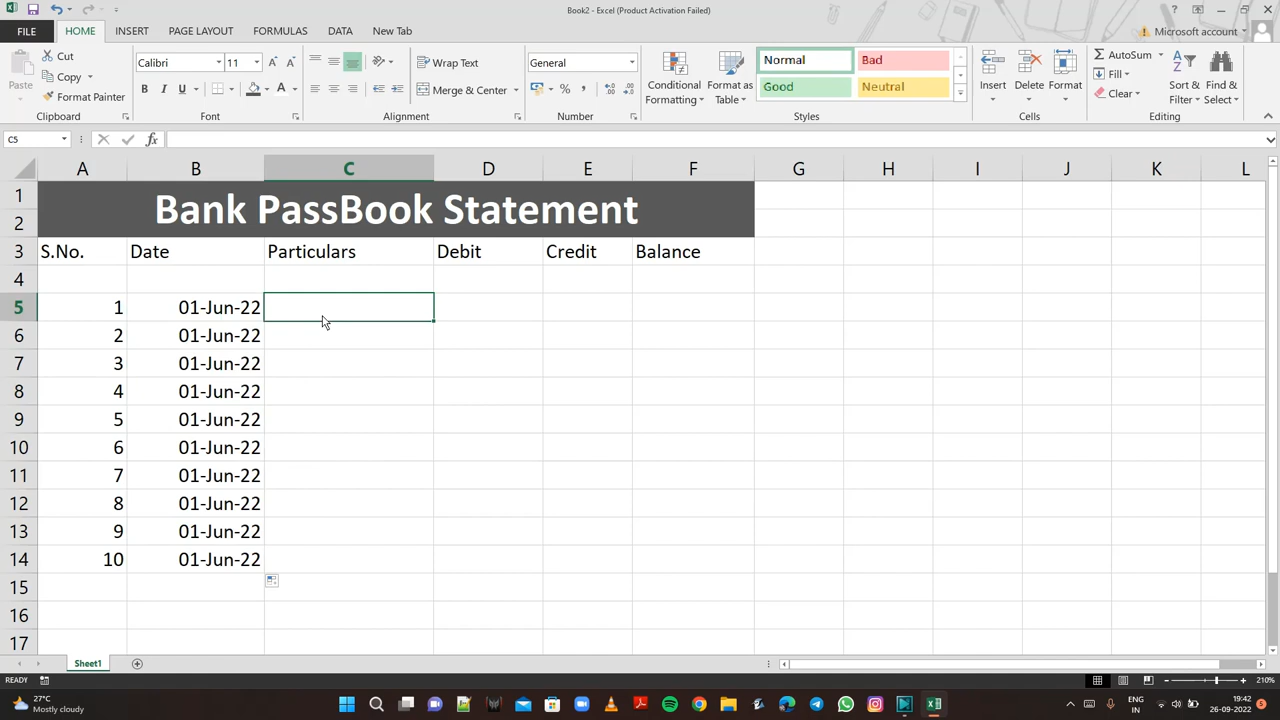 Book2 - Excel (Product Activation Failed)
FILE HOME INSERT PAGE LAYOUT FORMULAS DATA New Tab Microsoft account
Paste Cut Copy Format Painter
Clipboard
Calibri 11
B I U
Font
Wrap Text
Merge & Center
Alignment
General
%
Number
Conditional Formatting
Format as Table
Normal Bad
Good Neutral
Styles
Insert Delete Format
Cells
AutoSum
Fill
Clear
Sort & Filter
Find & Select
Editing
C5 fx
A B C D E F G H I J K L
1
2 Bank PassBook Statement
3 S.No. Date Particulars Debit Credit Balance
4
5 1 01-Jun-22
6 2 01-Jun-22
7 3 01-Jun-22
8 4 01-Jun-22
9 5 01-Jun-22
10 6 01-Jun-22
11 7 01-Jun-22
12 8 01-Jun-22
13 9 01-Jun-22
14 10 01-Jun-22
15
16
17
Sheet1
READY 210%
27°C
Mostly cloudy
ENG
IN
19:42
26-09-2022